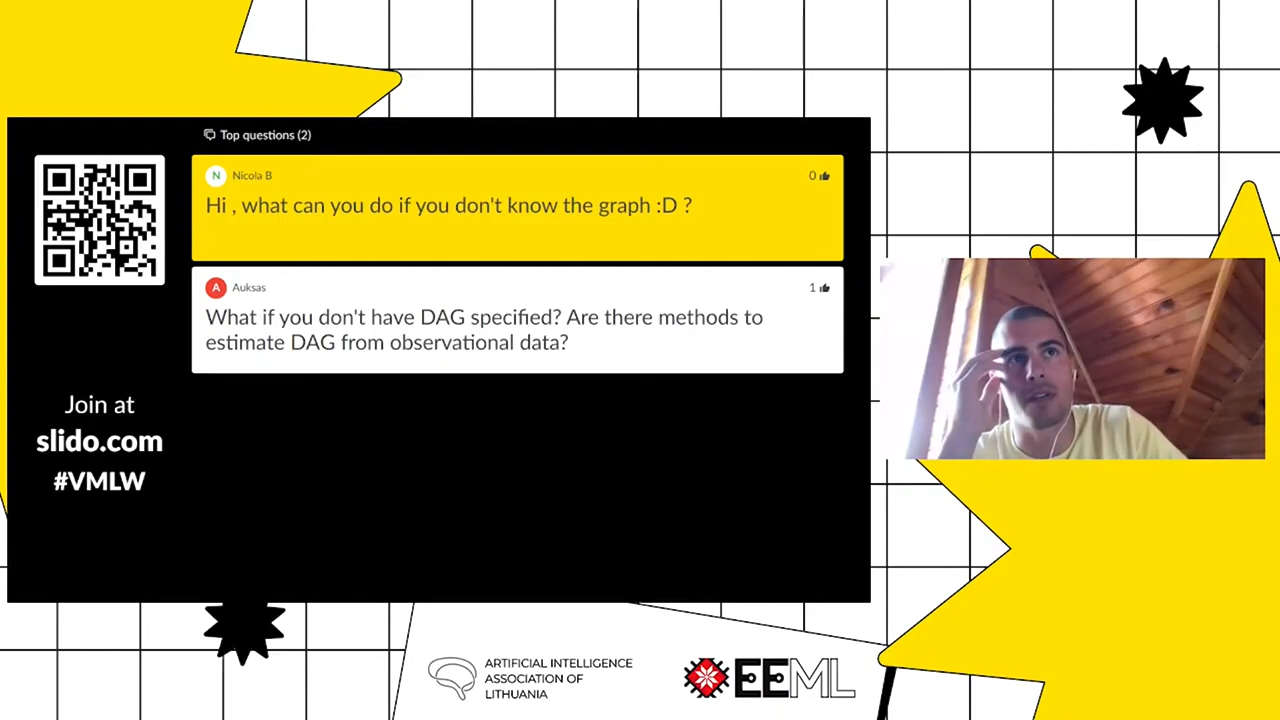 Top questions (2)
N Nicola B 0
Hi , what can you do if you don't know the graph :D ?
A Auksas 1
What if you don't have DAG specified? Are there methods to
estimate DAG from observational data?
Join at
slido.com
#VMLW
ARTIFICIAL INTELLIGENCE
ASSOCIATION OF
LITHUANIA
EEML